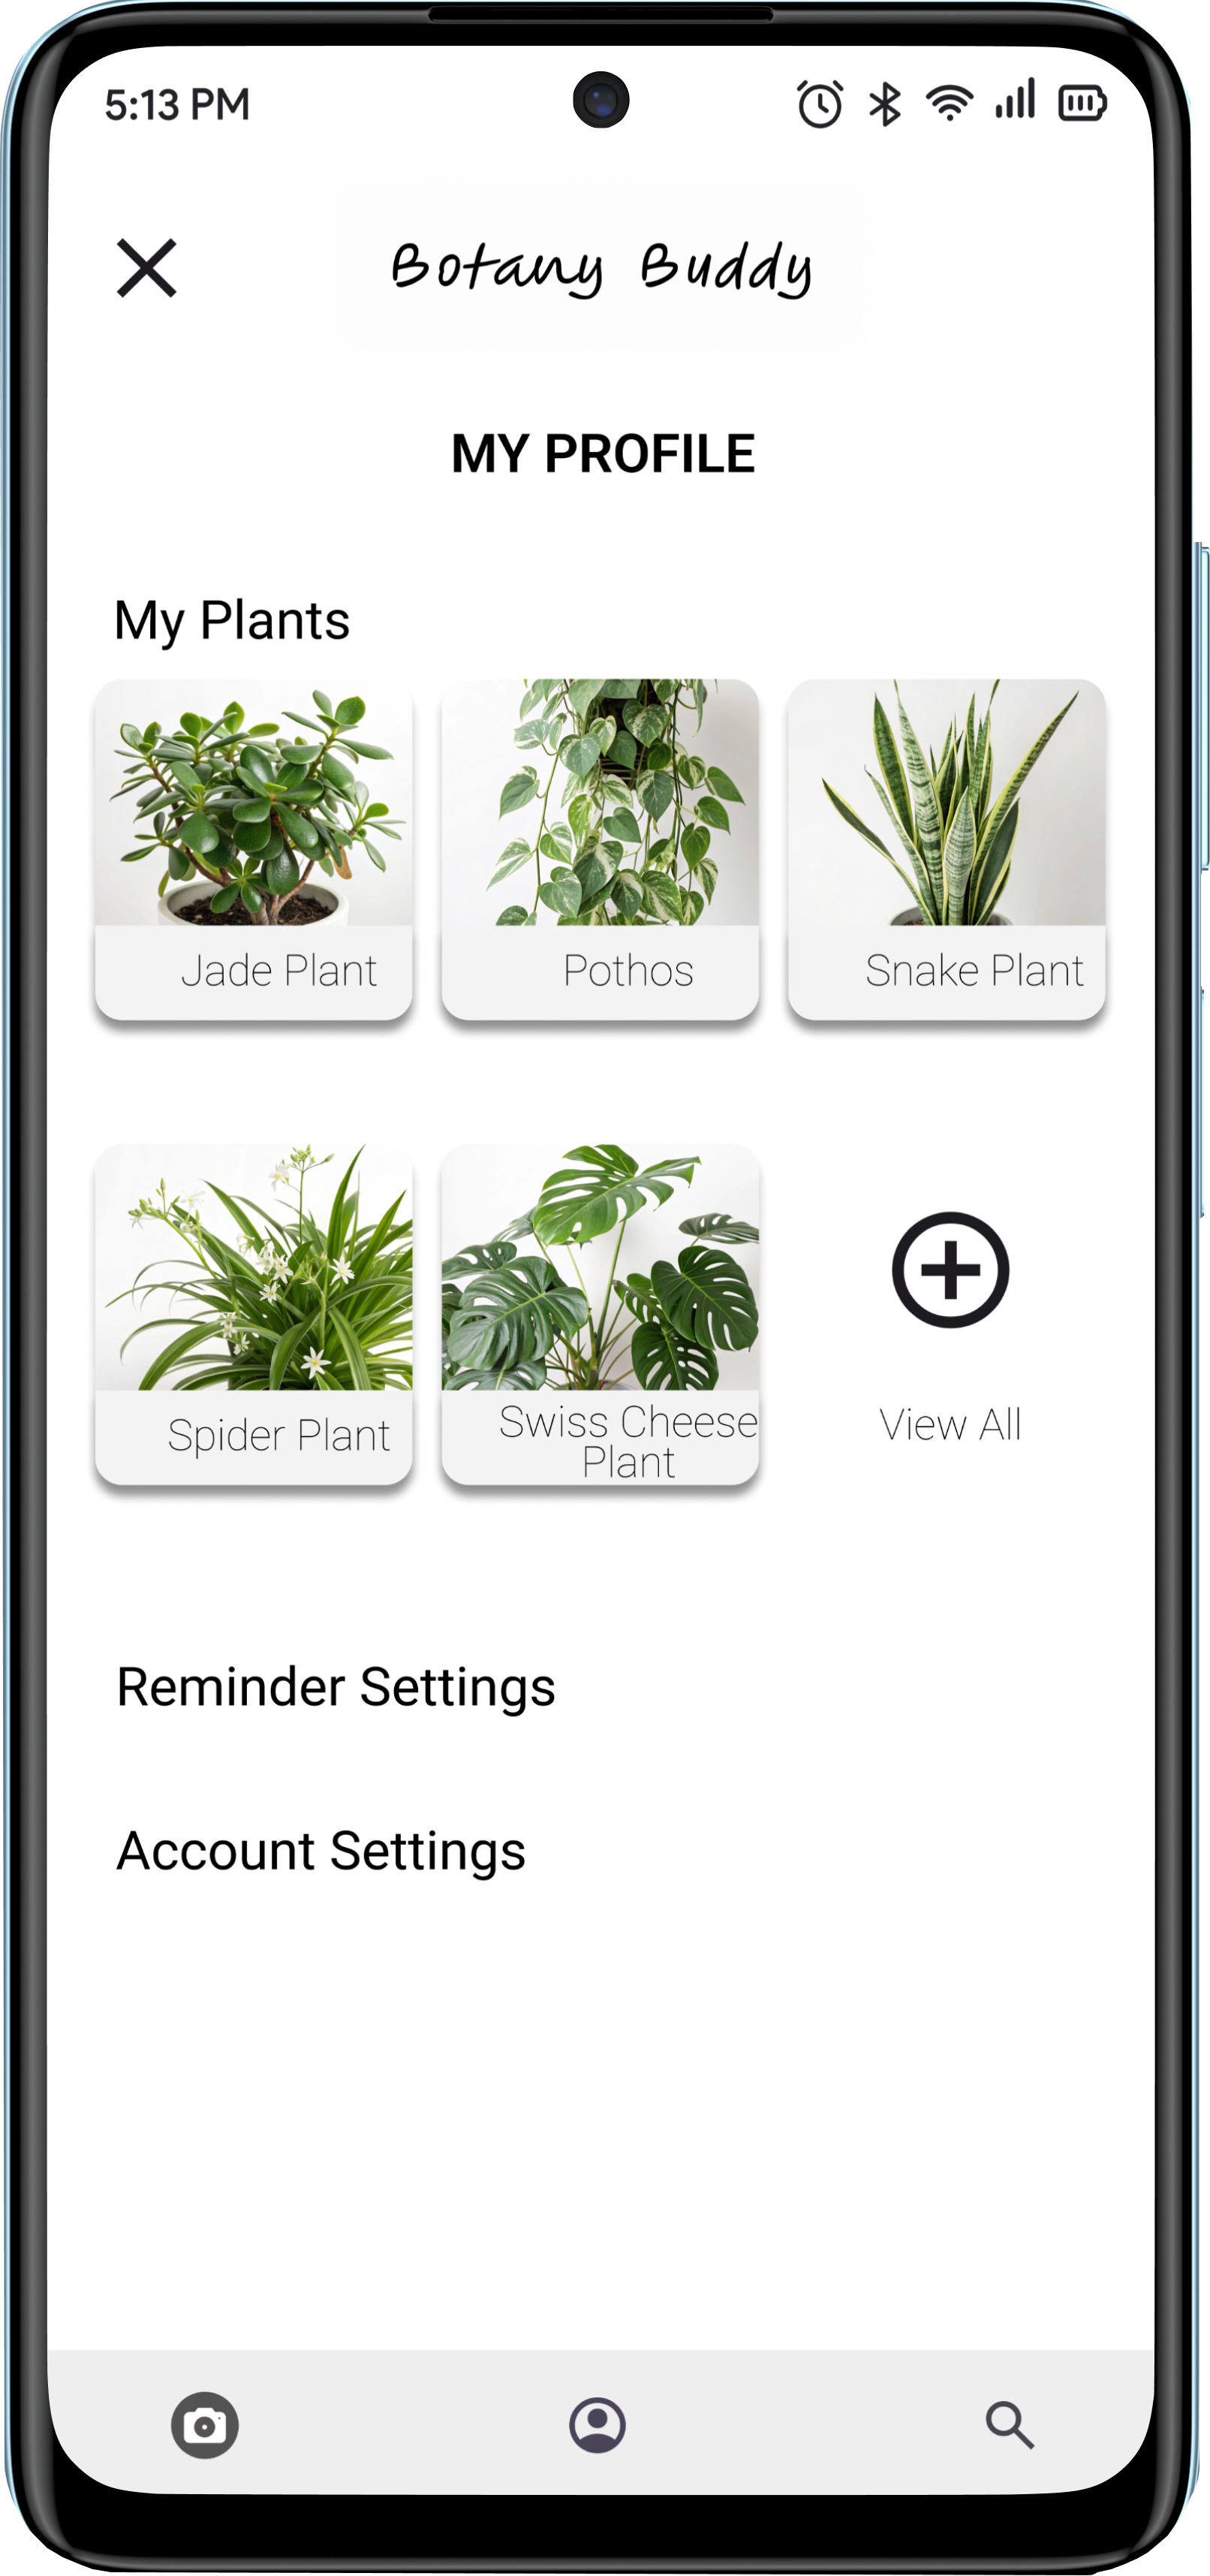 5:13 PM
Botany Buddy
MY PROFILE
My Plants
Jade Plant
Pothos
Snake Plant
Spider Plant
Swiss Cheese
Plant
View All
Reminder Settings
Account Settings